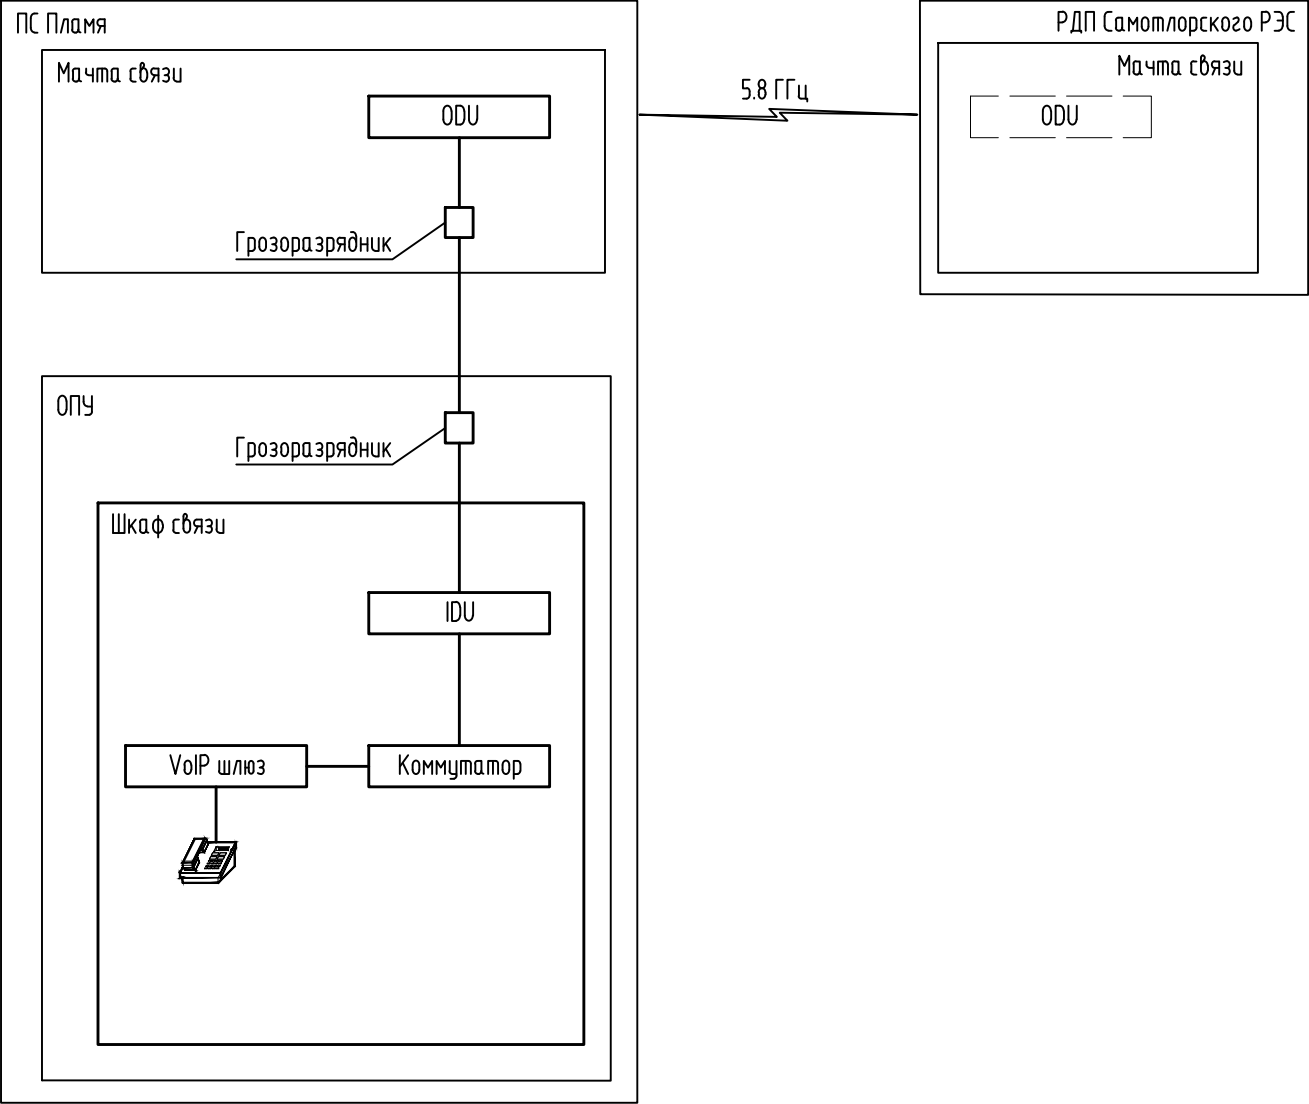 ПС Пламя
РДП Самотлорского РЭС
Мачта связи
Мачта связи
5.8 ГГц
ODU
ODU
Грозоразрядник
ОПУ
Грозоразрядник
Шкаф связи
IDU
VoIP шлюз
Коммутатор